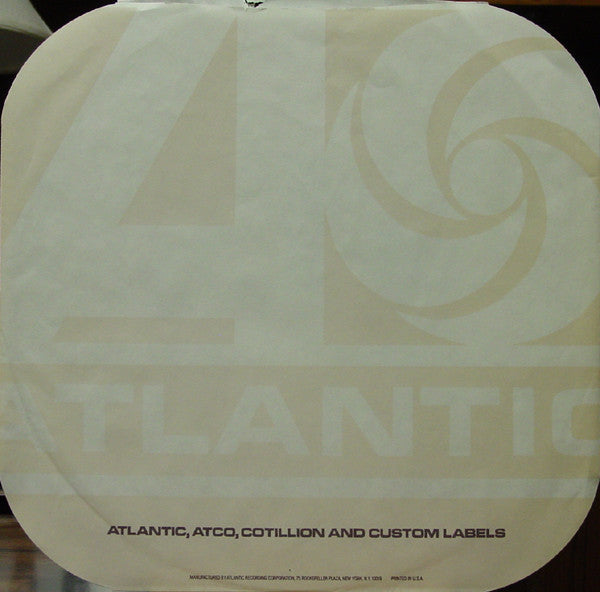 ATLANTIC
ATLANTIC, ATCO, COTILLION AND CUSTOM LABELS
MANUFACTURED BY ATLANTIC RECORDING CORPORATION, 75 ROCKEFELLER PLAZA, NEW YORK, N.Y. 10019 PRINTED IN U.S.A.